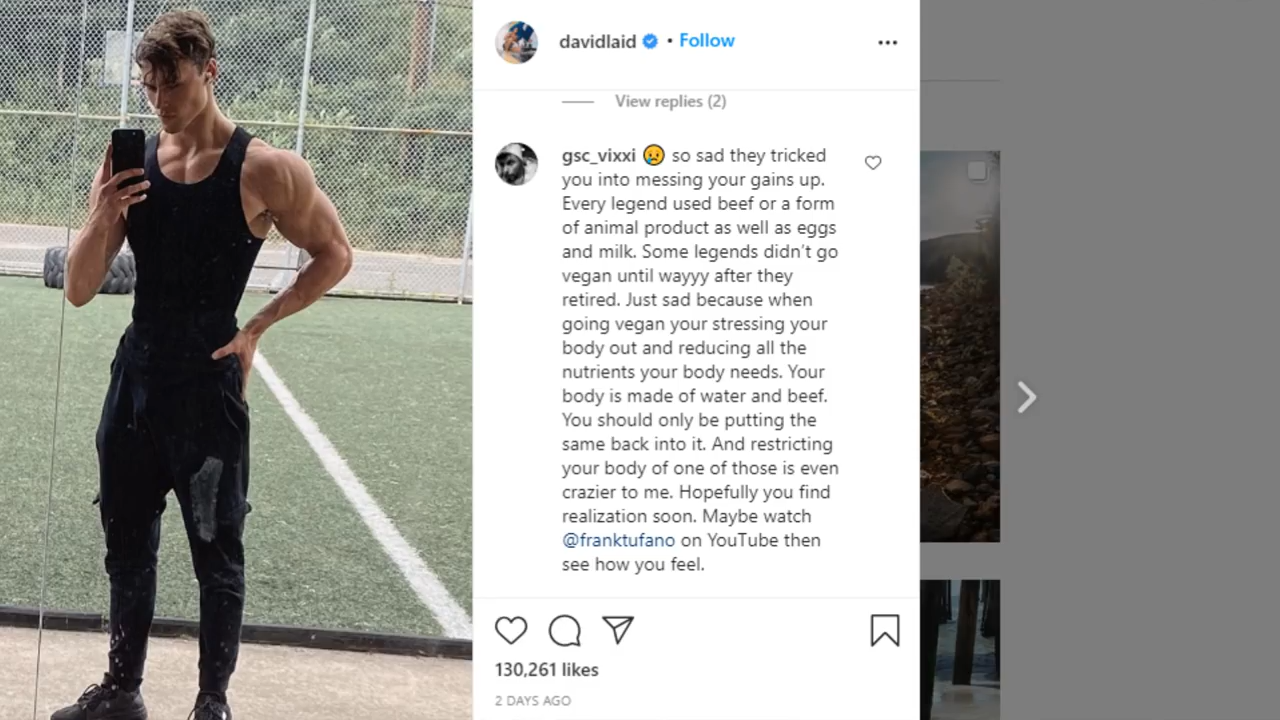 davidlaid • Follow
View replies (2)
gsc_vixxi 😢 so sad they tricked
you into messing your gains up.
Every legend used beef or a form
of animal product as well as eggs
and milk. Some legends didn't go
vegan until wayyy after they
retired. Just sad because when
going vegan your stressing your
body out and reducing all the
nutrients your body needs. Your
body is made of water and beef.
You should only be putting the
same back into it. And restricting
your body of one of those is even
crazier to me. Hopefully you find
realization soon. Maybe watch
@franktufano on YouTube then
see how you feel.
130,261 likes
2 DAYS AGO